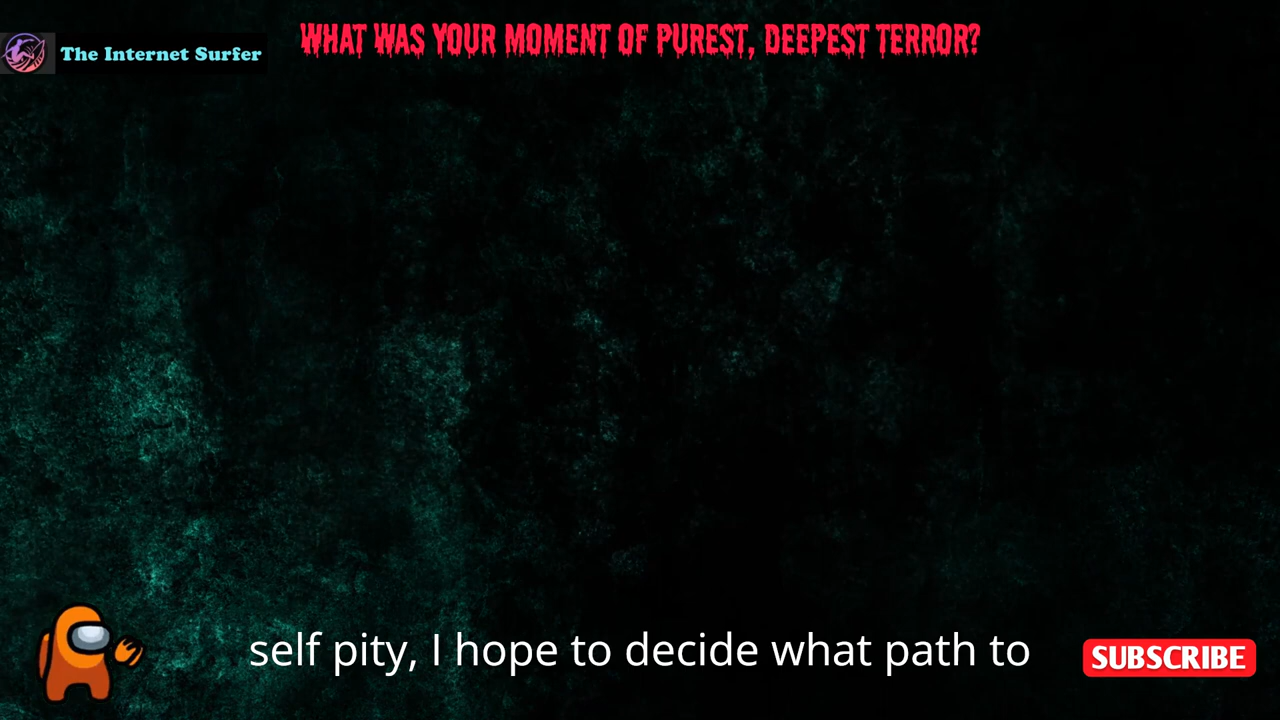 WHAT WAS YOUR MOMENT OF PUREST, DEEPEST TERROR?
The Internet Surfer
self pity, I hope to decide what path to
SUBSCRIBE